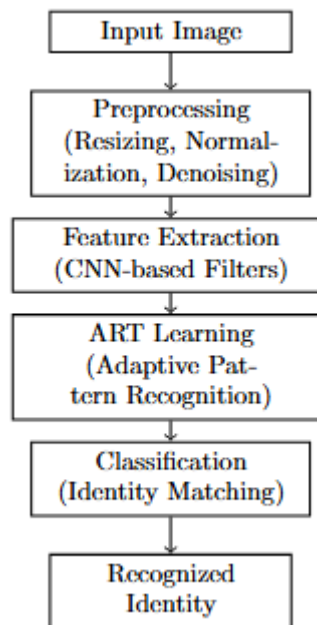 Input Image
Preprocessing
(Resizing, Normal-
ization, Denoising)
Feature Extraction
(CNN-based Filters)
ART Learning
(Adaptive Pat-
tern Recognition)
Classification
(Identity Matching)
Recognized
Identity